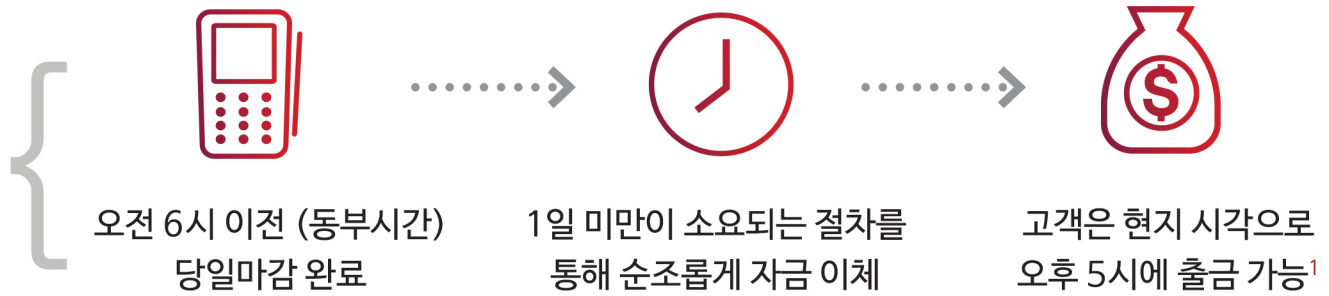 $
오전 6시 이전 (동부시간)
당일마감 완료
1일 미만이 소요되는 절차를
통해 순조롭게 자금 이체
고객은 현지 시각으로
오후 5시에 출금 가능1